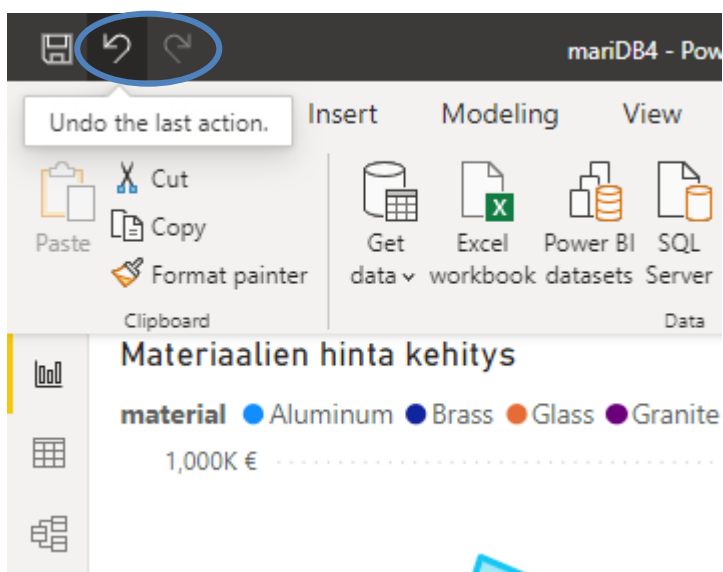 mariDB4 - Pow
Undo the last action.
Insert Modeling View
Paste
Cut
Copy
Format painter
Clipboard
Get data
Excel workbook
Power BI datasets
SQL Server
Data
Materiaalien hinta kehitys
material Aluminum Brass Glass Granite
1,000K €